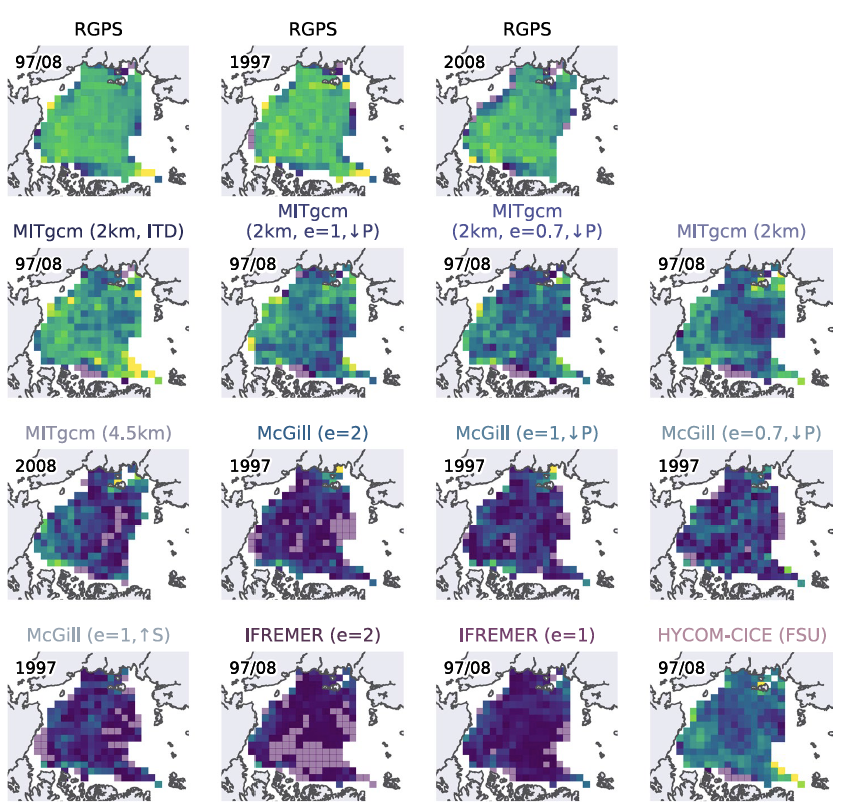 RGPS
RGPS
RGPS
97/08
1997
2008
MITgcm (2km, ITD)
MITgcm
(2km, e=1,↓P)
MITgcm
(2km, e=0.7,↓P)
MITgcm (2km)
97/08
97/08
97/08
97/08
MITgcm (4.5km)
McGill (e=2)
McGill (e=1,↓P)
McGill (e=0.7,↓P)
2008
1997
1997
1997
McGill (e=1,↑S)
IFREMER (e=2)
IFREMER (e=1)
HYCOM-CICE (FSU)
1997
97/08
97/08
97/08